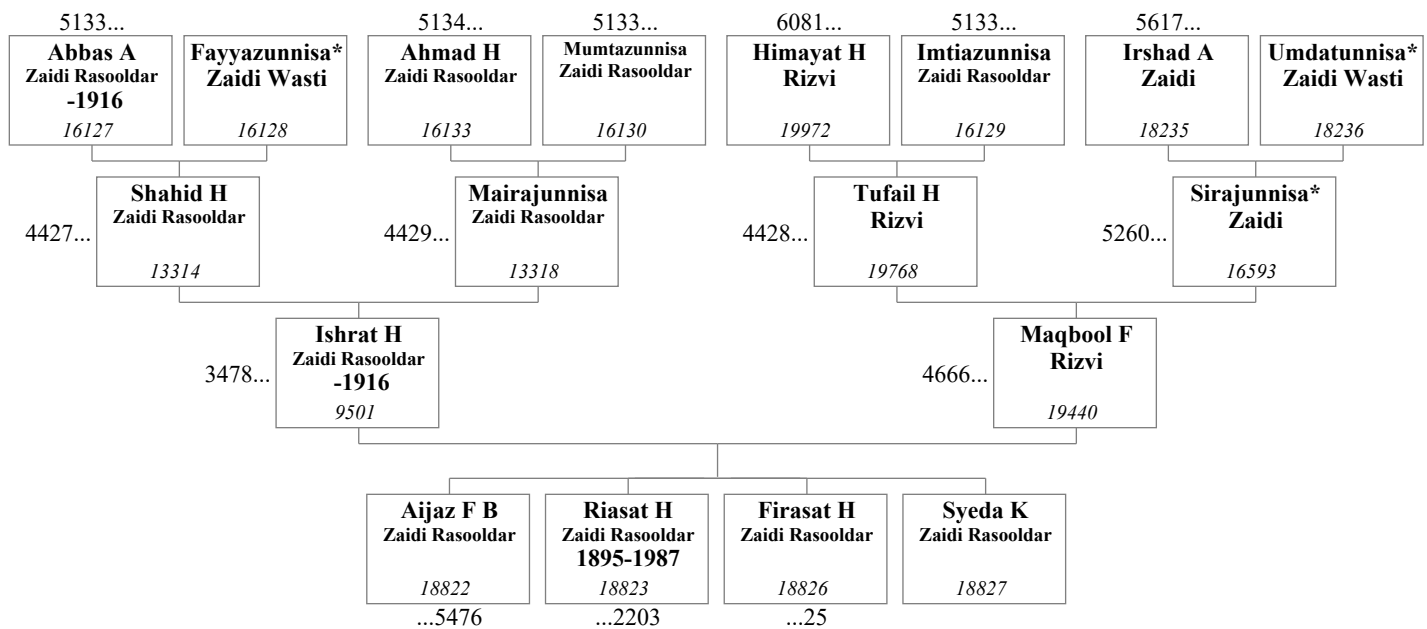 5133...
5134...
5133...
6081...
5133...
5617...
Abbas A
Zaidi Rasooldar
-1916
16127
Fayyazunnisa*
Zaidi Wasti
16128
Ahmad H
Zaidi Rasooldar
16133
Mumtazunnisa
Zaidi Rasooldar
16130
Himayat H
Rizvi
19972
Imtiazunnisa
Zaidi Rasooldar
16129
Irshad A
Zaidi
18235
Umdatunnisa*
Zaidi Wasti
18236
4427...
Shahid H
Zaidi Rasooldar
13314
4429...
Mairajunnisa
Zaidi Rasooldar
13318
4428...
Tufail H
Rizvi
19768
5260...
Sirajunnisa*
Zaidi
16593
3478...
Ishrat H
Zaidi Rasooldar
-1916
9501
4666...
Maqbool F
Rizvi
19440
Aijaz F B
Zaidi Rasooldar
18822
...5476
Riasat H
Zaidi Rasooldar
1895-1987
18823
...2203
Firasat H
Zaidi Rasooldar
18826
...25
Syeda K
Zaidi Rasooldar
18827